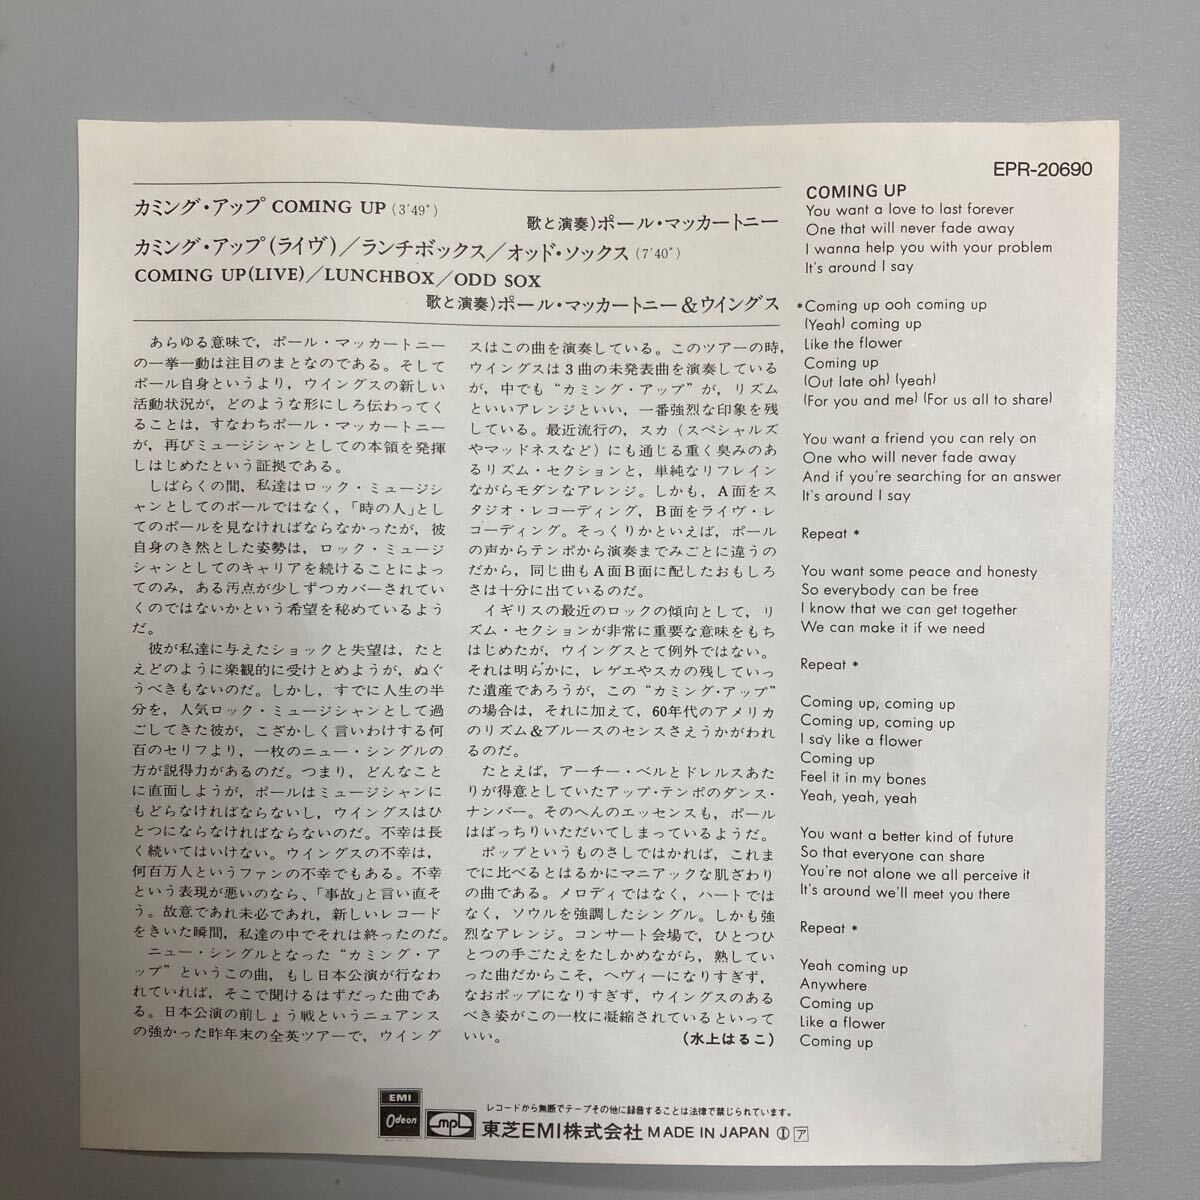 EPR-20690
カミング・アップ COMING UP (3'49")
歌と演奏)ポール・マッカートニー
カミング・アップ(ライヴ)／ランチボックス／オッド・ソックス(7'40")
COMING UP(LIVE)／LUNCHBOX／ODD SOX
歌と演奏)ポール・マッカートニー&ウイングス
あらゆる意味で，ポール・マッカートニー
の一挙一動は注目のまとなのである。そして
ポール自身というより，ウイングスの新しい
活動状況が，どのような形にしろ伝わってく
ることは，すなわちポール・マッカートニー
が，再びミュージシャンとしての本領を発揮
しはじめたという証拠である。
しばらくの間，私達はロック・ミュージシ
ャンとしてのポールではなく，「時の人」とし
てのポールを見なければならなかったが，彼
自身のき然とした姿勢は，ロック・ミュージ
シャンとしてのキャリアを続けることによっ
てのみ，ある汚点が少しずつカバーされてい
くのではないかという希望を秘めているよう
だ。
彼が私達に与えたショックと失望は，たと
えどのように楽観的に受けとめようが，ぬぐ
うべきもないのだ。しかし，すでに人生の半
分を，人気ロック・ミュージシャンとして過
ごしてきた彼が，こざかしく言いわけする何
百のセリフより，一枚のニュー・シングルの
方が説得力があるのだ。つまり，どんなこと
に直面しようが，ポールはミュージシャンに
もどらなければならないし，ウイングスはひ
とつにならなければならないのだ。不幸は長
く続いてはいけない。ウイングスの不幸は，
何百万人というファンの不幸でもある。不幸
という表現が悪いのなら，「事故」と言い直そ
う。故意であれ未必であれ，新しいレコード
をきいた瞬間，私達の中でそれは終ったのだ。
ニュー・シングルとなった“カミング・ア
ップ”というこの曲，もし日本公演が行なわ
れていれば，そこで聞けるはずだった曲であ
る。日本公演の前しょう戦というニュアンス
の強かった昨年末の全英ツアーで，ウイング
スはこの曲を演奏している。このツアーの時，
ウイングスは3曲の未発表曲を演奏している
が，中でも“カミング・アップ”が，リズム
といいアレンジといい，一番強烈な印象を残
している。最近流行の，スカ（スペシャルズ
やマッドネスなど）にも通じる重く臭みのあ
るリズム・セクションと，単純なリフレイン
ながらモダンなアレンジ。しかも，A面をス
タジオ・レコーディング，B面をライヴ・レ
コーディング。そっくりかといえば，ポール
の声からテンポから演奏までみごとに違うの
だから，同じ曲もA面B面に配したおもしろ
さは十分に出ているのだ。
イギリスの最近のロックの傾向として，リ
ズム・セクションが非常に重要な意味をもち
はじめたが，ウイングスとて例外ではない。
それは明らかに，レゲエやスカの残していっ
た遺産であろうが，この“カミング・アップ”
の場合は，それに加えて，60年代のアメリカ
のリズム&ブルースのセンスさえうかがわれ
るのだ。
たとえば，アーチー・ベルとドレルスあた
りが得意としていたアップ・テンポのダンス・
ナンバー。そのへんのエッセンスも，ポール
はばっちりいただいてしまっているようだ。
ポップというものさしではかれば，これま
でに比べるとはるかにマニアックな肌ざわり
の曲である。メロディではなく，ハートでは
なく，ソウルを強調したシングル。しかも強
烈なアレンジ。コンサート会場で，ひとつひ
とつの手ごたえをたしかめながら，熟してい
った曲だからこそ，ヘヴィーになりすぎず，
なおポップになりすぎず，ウイングスのある
べき姿がこの一枚に凝縮されているといって
いい。 （水上はるこ）
COMING UP
You want a love to last forever
One that will never fade away
I wanna help you with your problem
It's around I say
*Coming up ooh coming up
(Yeah) coming up
Like the flower
Coming up
(Out late oh) (yeah)
(For you and me) (For us all to share)
You want a friend you can rely on
One who will never fade away
And if you're searching for an answer
It's around I say
Repeat *
You want some peace and honesty
So everybody can be free
I know that we can get together
We can make it if we need
Repeat *
Coming up, coming up
Coming up, coming up
I say like a flower
Coming up
Feel it in my bones
Yeah, yeah, yeah
You want a better kind of future
So that everyone can share
You're not alone we all perceive it
It's around we'll meet you there
Repeat *
Yeah coming up
Anywhere
Coming up
Like a flower
Coming up
EMI
Odeon
mpl
レコードから無断でテープその他に録音することは法律で禁じられています。
東芝EMI株式会社 MADE IN JAPAN Ⓘ ア